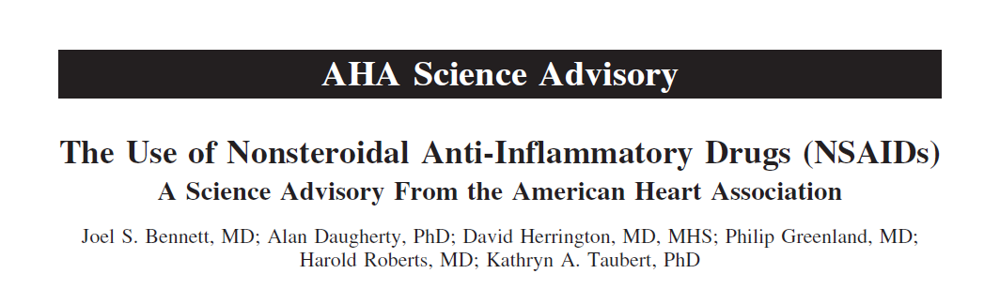 AHA Science Advisory
The Use of Nonsteroidal Anti-Inflammatory Drugs (NSAIDs)
A Science Advisory From the American Heart Association
Joel S. Bennett, MD; Alan Daugherty, PhD; David Herrington, MD, MHS; Philip Greenland, MD;
Harold Roberts, MD; Kathryn A. Taubert, PhD